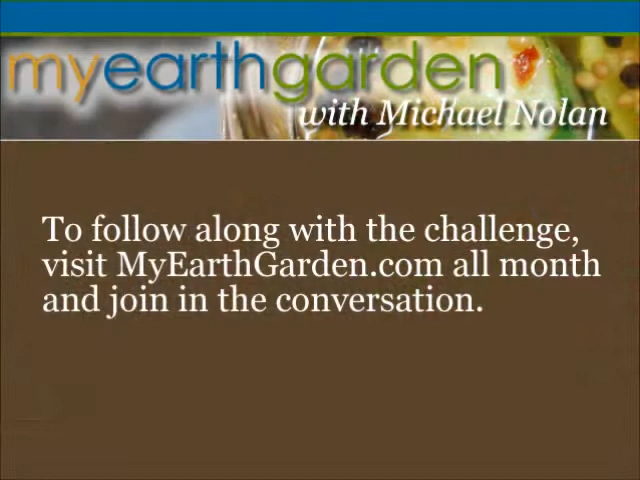 myearthgarden
with Michael Nolan
To follow along with the challenge,
visit MyEarthGarden.com all month
and join in the conversation.